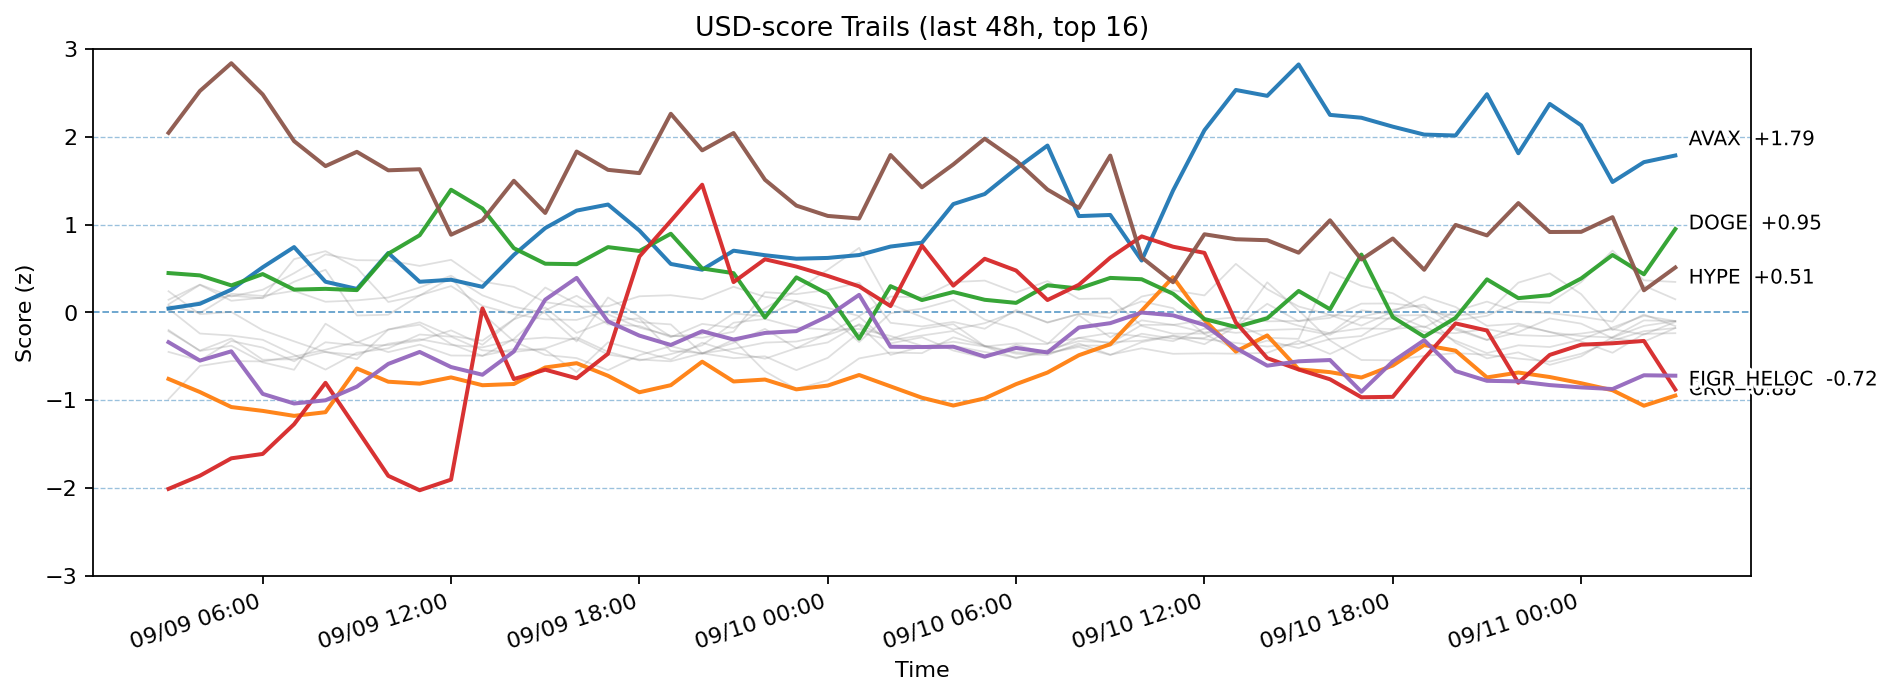 USD-score Trails (last 48h, top 16)
Score (z)
3
2
1
0
−1
−2
−3
AVAX +1.79
DOGE +0.95
HYPE +0.51
FIGR_HELOC -0.72
CRO -0.88
09/09 06:00
09/09 12:00
09/09 18:00
09/10 00:00
09/10 06:00
09/10 12:00
09/10 18:00
09/11 00:00
Time